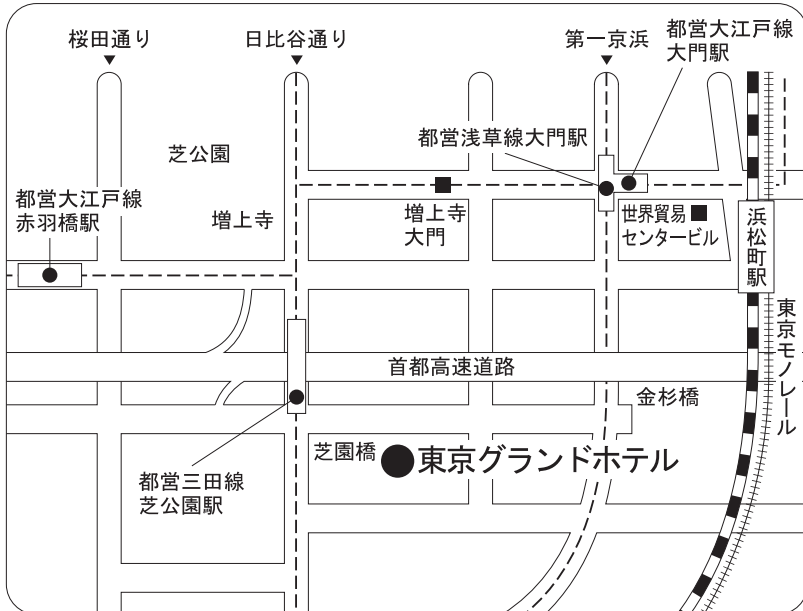 桜田通り
日比谷通り
第一京浜
都営大江戸線
大門駅
都営浅草線大門駅
芝公園
都営大江戸線
赤羽橋駅
増上寺
増上寺
大門
世界貿易
センタービル
浜松町駅
東京モノレール
首都高速道路
金杉橋
芝園橋
東京グランドホテル
都営三田線
芝公園駅